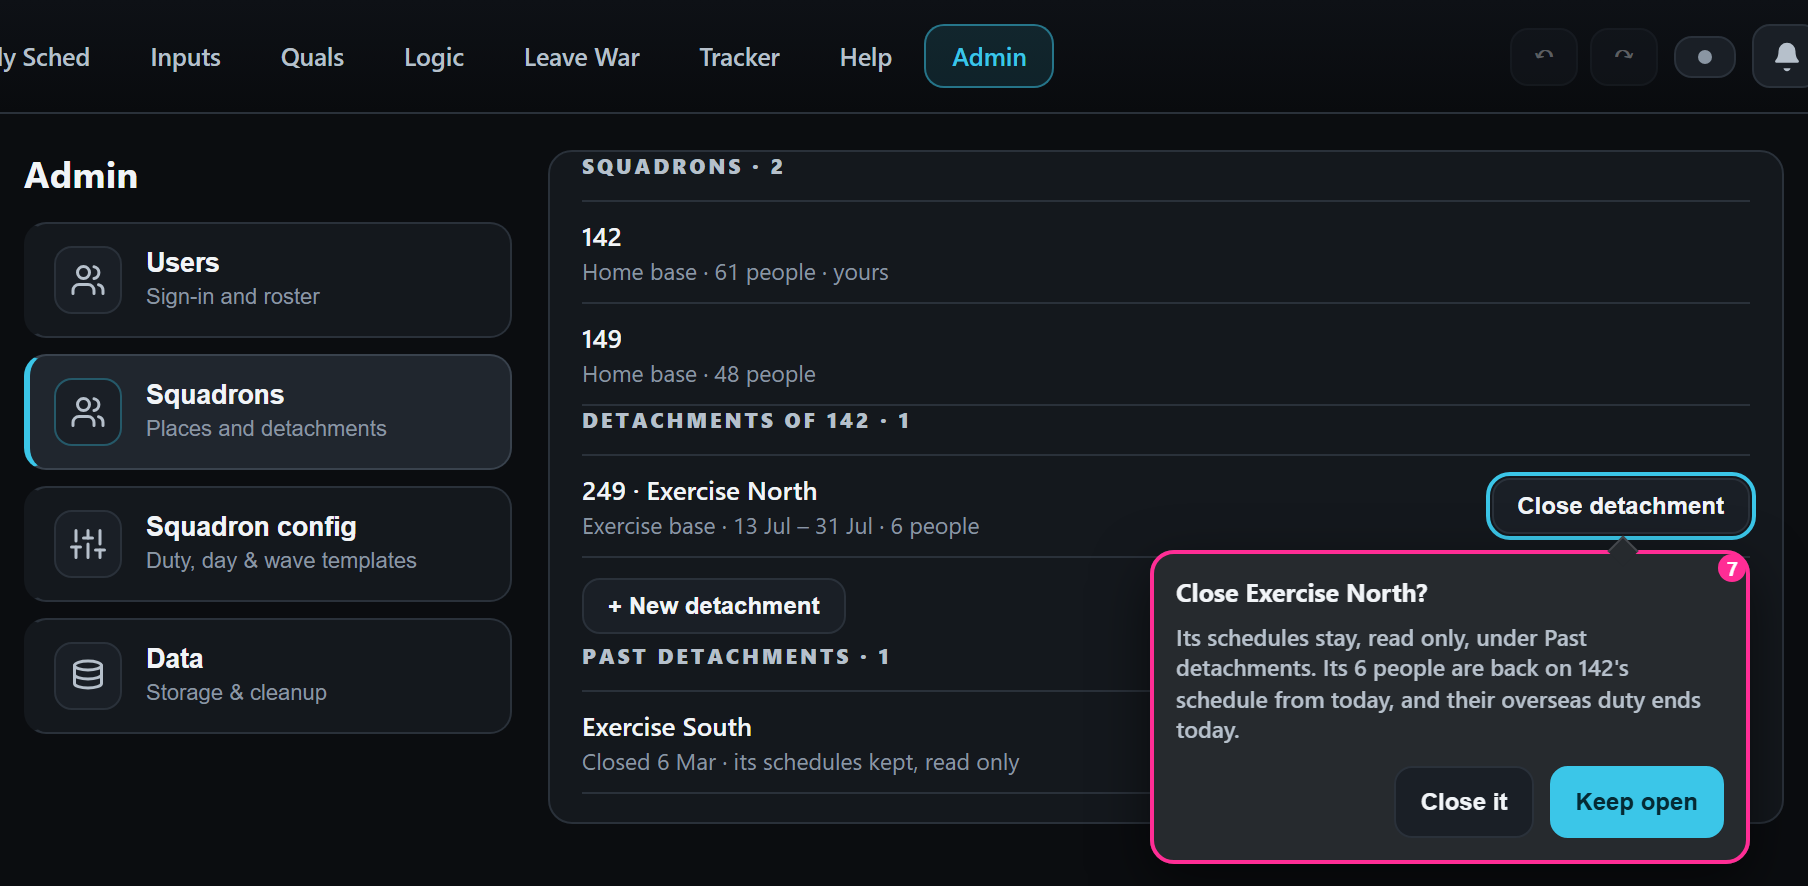 ly Sched
Inputs
Quals
Logic
Leave War
Tracker
Help
Admin
Admin
Users
Sign-in and roster
Squadrons
Places and detachments
Squadron config
Duty, day & wave templates
Data
Storage & cleanup
SQUADRONS · 2
142
Home base · 61 people · yours
149
Home base · 48 people
DETACHMENTS OF 142 · 1
249 · Exercise North
Exercise base · 13 Jul – 31 Jul · 6 people
Close detachment
+ New detachment
PAST DETACHMENTS · 1
Exercise South
Closed 6 Mar · its schedules kept, read only
7
Close Exercise North?
Its schedules stay, read only, under Past
detachments. Its 6 people are back on 142's
schedule from today, and their overseas duty ends
today.
Close it
Keep open